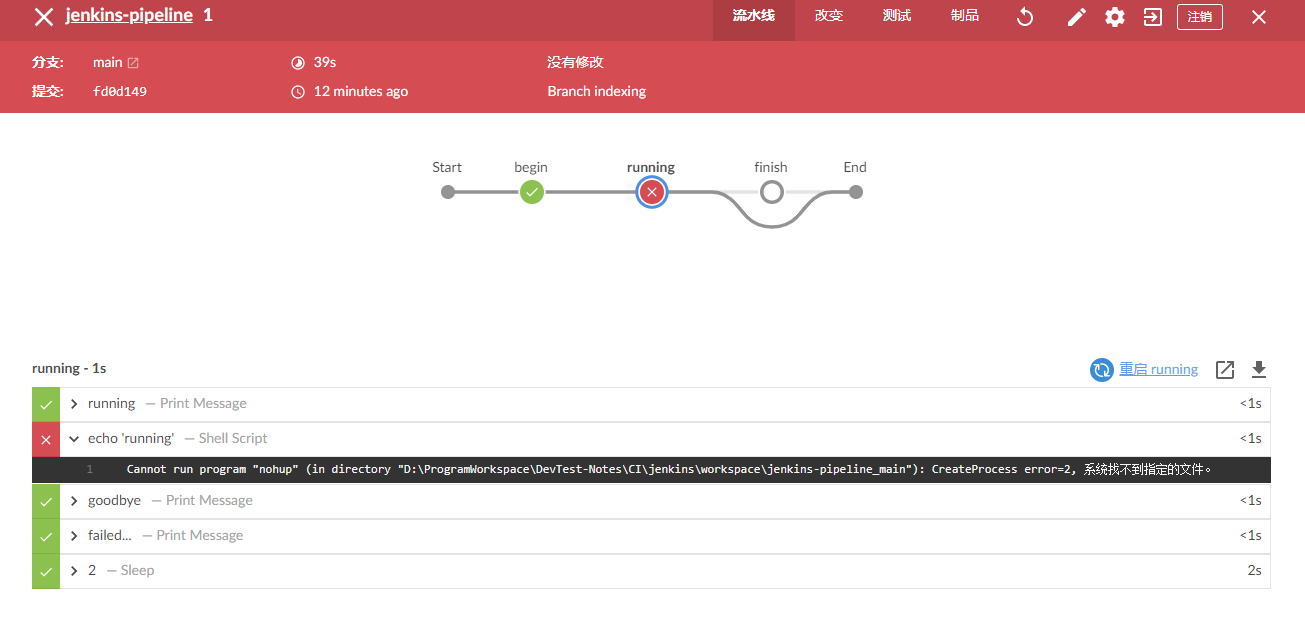 jenkins-pipeline 1 流水线 改变 测试 制品 注销
分支: main 39s 没有修改
提交: fd0d149 12 minutes ago Branch indexing
Start begin running finish End
running - 1s 重启 running
running — Print Message <1s
echo 'running' — Shell Script <1s
1 Cannot run program "nohup" (in directory "D:\ProgramWorkspace\DevTest-Notes\CI\jenkins\workspace\jenkins-pipeline_main"): CreateProcess error=2, 系统找不到指定的文件。
goodbye — Print Message <1s
failed... — Print Message <1s
2 — Sleep 2s